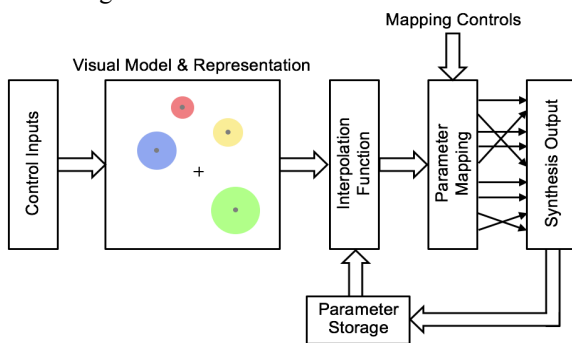 Mapping Controls
Visual Model & Representation
Control Inputs
+
Interpolation
Function
Parameter
Mapping
Synthesis Output
Parameter
Storage